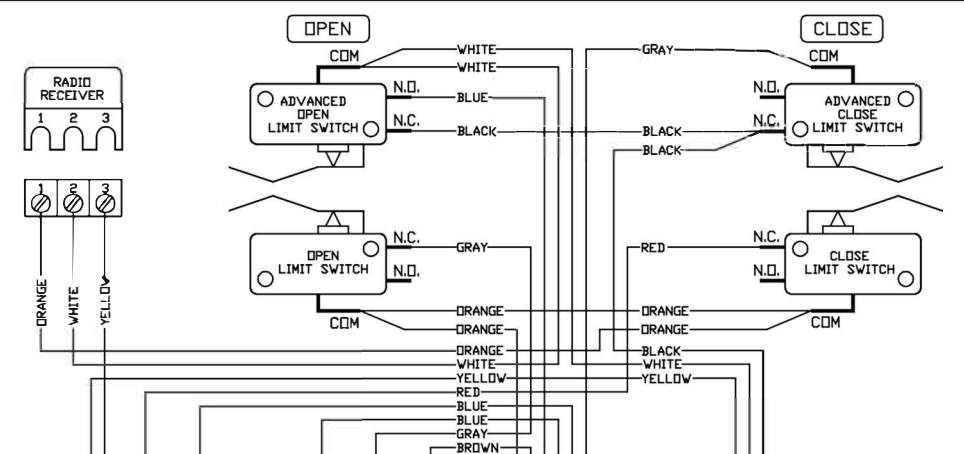 OPEN
CLOSE
COM
WHITE
GRAY
COM
WHITE
RADIO
RECEIVER
1 2 3
N.O.
BLUE
N.O.
ADVANCED
OPEN
LIMIT SWITCH
N.C.
BLACK
BLACK
N.C.
ADVANCED
CLOSE
LIMIT SWITCH
BLACK
1 2 3
N.C.
GRAY
RED
N.C.
OPEN
LIMIT SWITCH
N.O.
N.O.
CLOSE
LIMIT SWITCH
ORANGE
WHITE
YELLOW
COM
ORANGE
ORANGE
COM
ORANGE
ORANGE
ORANGE
BLACK
WHITE
WHITE
YELLOW
YELLOW
RED
BLUE
BLUE
GRAY
BROWN